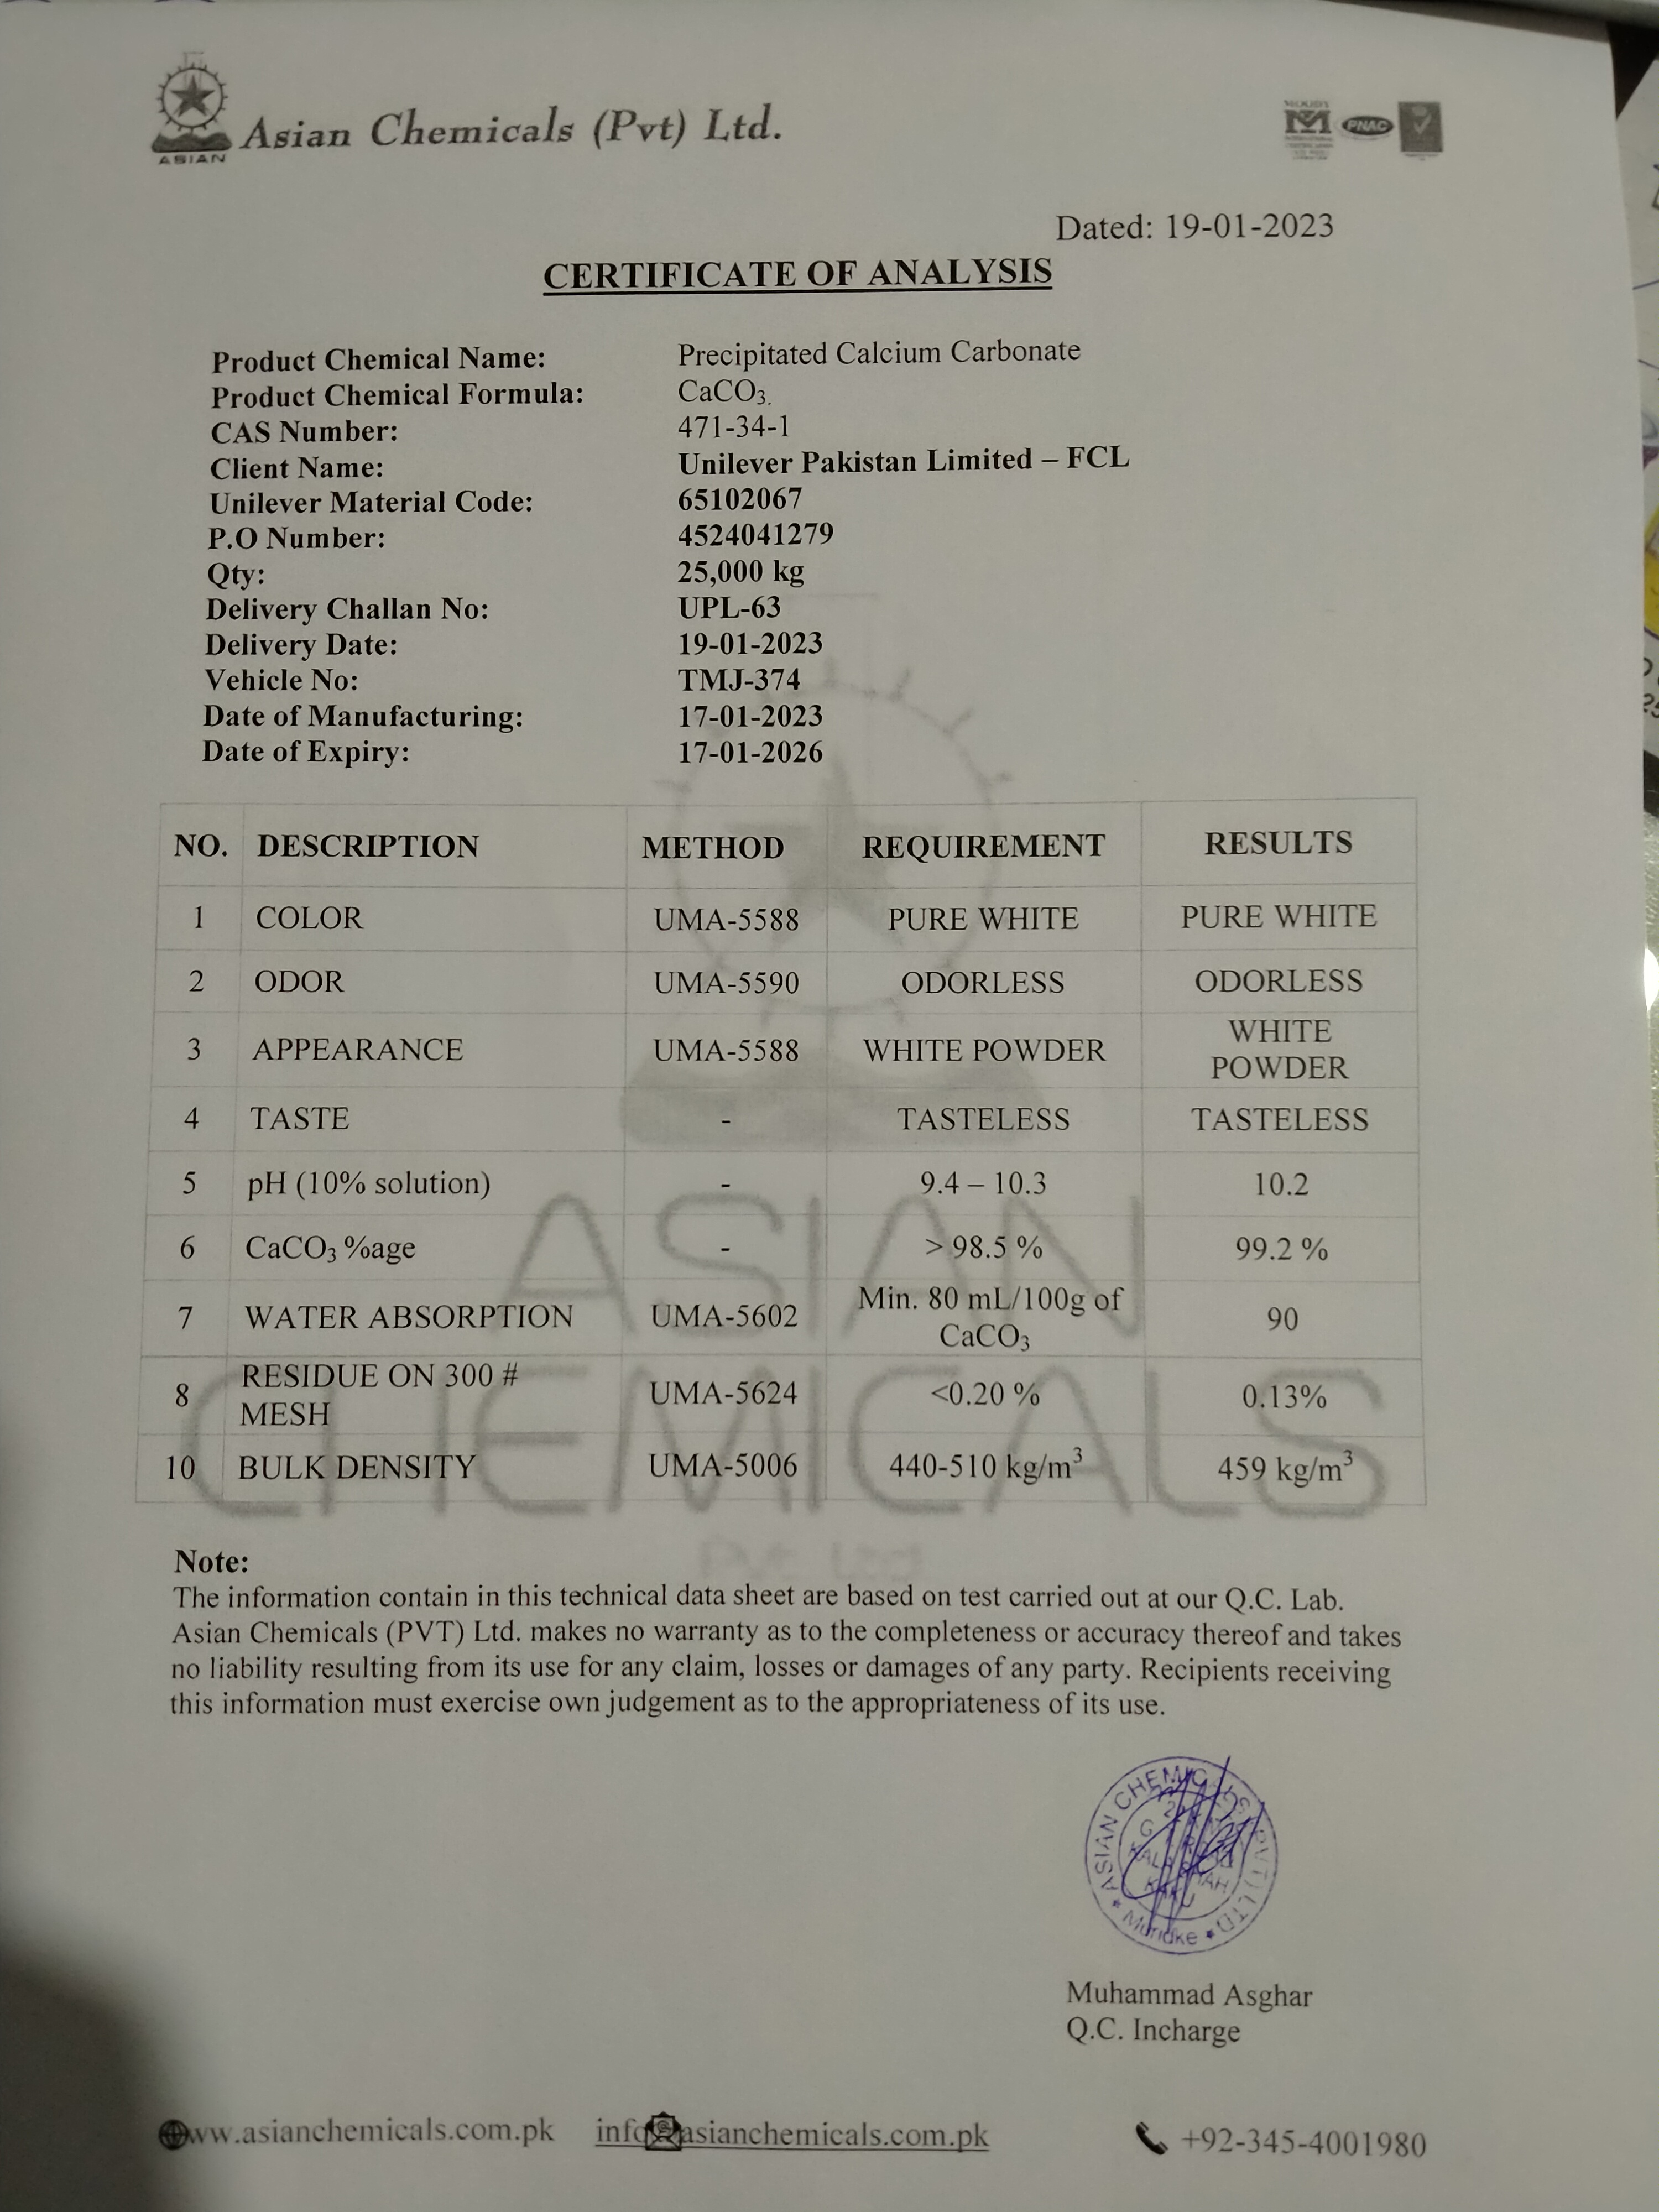 ASIAN
Asian Chemicals (Pvt) Ltd.
MOODY
PNAC
Dated: 19-01-2023
CERTIFICATE OF ANALYSIS
Product Chemical Name: Precipitated Calcium Carbonate
Product Chemical Formula: CaCO₃.
CAS Number: 471-34-1
Client Name: Unilever Pakistan Limited – FCL
Unilever Material Code: 65102067
P.O Number: 4524041279
Qty: 25,000 kg
Delivery Challan No: UPL-63
Delivery Date: 19-01-2023
Vehicle No: TMJ-374
Date of Manufacturing: 17-01-2023
Date of Expiry: 17-01-2026
NO. DESCRIPTION METHOD REQUIREMENT RESULTS
1 COLOR UMA-5588 PURE WHITE PURE WHITE
2 ODOR UMA-5590 ODORLESS ODORLESS
3 APPEARANCE UMA-5588 WHITE POWDER WHITE POWDER
4 TASTE - TASTELESS TASTELESS
5 pH (10% solution) - 9.4 – 10.3 10.2
6 CaCO₃ %age - > 98.5 % 99.2 %
7 WATER ABSORPTION UMA-5602 Min. 80 mL/100g of CaCO₃ 90
8 RESIDUE ON 300 # MESH UMA-5624 <0.20 % 0.13%
10 BULK DENSITY UMA-5006 440-510 kg/m³ 459 kg/m³
ASIAN
CHEMICALS
Pvt Ltd
Note:
The information contain in this technical data sheet are based on test carried out at our Q.C. Lab.
Asian Chemicals (PVT) Ltd. makes no warranty as to the completeness or accuracy thereof and takes
no liability resulting from its use for any claim, losses or damages of any party. Recipients receiving
this information must exercise own judgement as to the appropriateness of its use.
ASIAN CHEMICALS (PVT) LTD
KALA SHAH
KAKU
Muridke
Muhammad Asghar
Q.C. Incharge
www.asianchemicals.com.pk info@asianchemicals.com.pk +92-345-4001980